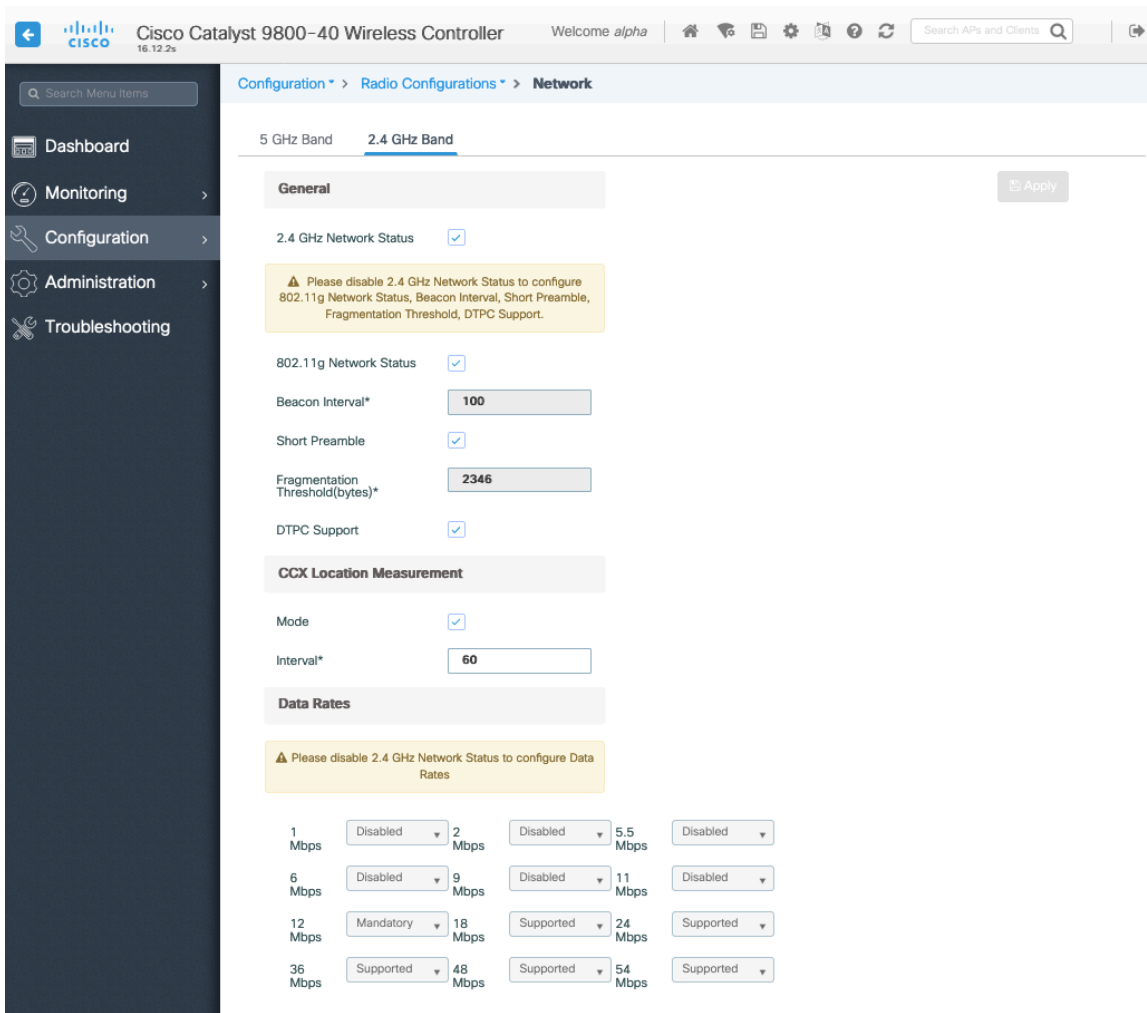 CISCO
Cisco Catalyst 9800-40 Wireless Controller
16.12.2s
Welcome alpha
Search APs and Clients
Search Menu Items
Dashboard
Monitoring
Configuration
Administration
Troubleshooting
Configuration > Radio Configurations > Network
5 GHz Band 2.4 GHz Band
General
Apply
2.4 GHz Network Status
Please disable 2.4 GHz Network Status to configure
802.11g Network Status, Beacon Interval, Short Preamble,
Fragmentation Threshold, DTPC Support.
802.11g Network Status
Beacon Interval* 100
Short Preamble
Fragmentation
Threshold(bytes)*
2346
DTPC Support
CCX Location Measurement
Mode
Interval* 60
Data Rates
Please disable 2.4 GHz Network Status to configure Data
Rates
1 Mbps Disabled 2 Mbps Disabled 5.5 Mbps Disabled
6 Mbps Disabled 9 Mbps Disabled 11 Mbps Disabled
12 Mbps Mandatory 18 Mbps Supported 24 Mbps Supported
36 Mbps Supported 48 Mbps Supported 54 Mbps Supported